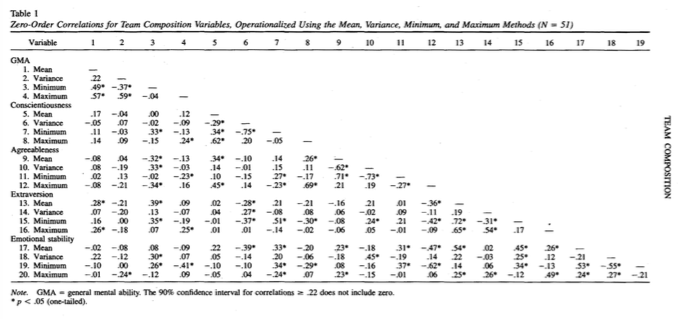 Table 1
Zero-Order Correlations for Team Composition Variables, Operationalized Using the Mean, Variance, Minimum, and Maximum Methods (N = 51)
Variable 1 2 3 4 5 6 7 8 9 10 11 12 13 14 15 16 17 18 19
GMA
1. Mean —
2. Variance .22 —
3. Minimum .49* −.37* —
4. Maximum .57* .59* −.04 —
Conscientiousness
5. Mean .17 −.04 .00 .12 —
6. Variance −.05 .07 −.02 −.09 −.29* —
7. Minimum .11 −.03 .33* −.13 .34* −.75* —
8. Maximum .14 .09 −.15 .24* .62* .20 −.05 —
Agreeableness
9. Mean −.08 .04 −.32* −.13 .34* −.10 .14 .26* —
10. Variance .08 −.19 .33* −.03 .14 −.01 .15 .11 −.62* —
11. Minimum .02 .13 −.02 −.23* .10 −.15 .27* −.17 .71* −.73* —
12. Maximum −.08 −.21 −.34* .16 .45* .14 −.23* .69* .21 .19 −.27* —
Extraversion
13. Mean .28* −.21 .39* .09 .02 −.28* .21 −.21 −.16 .21 .01 −.36* —
14. Variance .07 −.20 .13 −.07 .04 .27* −.08 .08 .06 −.02 .09 −.11 .19 —
15. Minimum .16 .00 .35* −.19 −.01 −.37* .51* −.30* −.08 .24* .21 −.42* .72* −.31* —
16. Maximum .26* −.18 .07 .25* .01 .01 −.14 −.02 −.06 .05 −.01 −.09 .65* .54* .17 —
Emotional stability
17. Mean −.02 −.08 .08 −.09 .22 −.39* .33* −.20 .23* −.18 .31* −.47* .54* .02 .45* .26* —
18. Variance .22 −.12 .30* .07 .05 −.14 .20 −.06 −.18 .45* −.19 .14 .22 −.03 .25* .12 −.21 —
19. Minimum −.10 .00 .26* −.41* −.10 −.10 .34* −.29* .08 −.16 .37* −.62* .14 .06 .34* −.13 .53* −.55* —
20. Maximum −.01 −.24* −.12 .09 −.05 .04 −.24* .07 .23* −.15 −.01 .06 .25* .26* −.12 .49* .24* .27* −.21
Note. GMA = general mental ability. The 90% confidence interval for correlations ≥ .22 does not include zero.
* p < .05 (one-tailed).
TEAM COMPOSITION